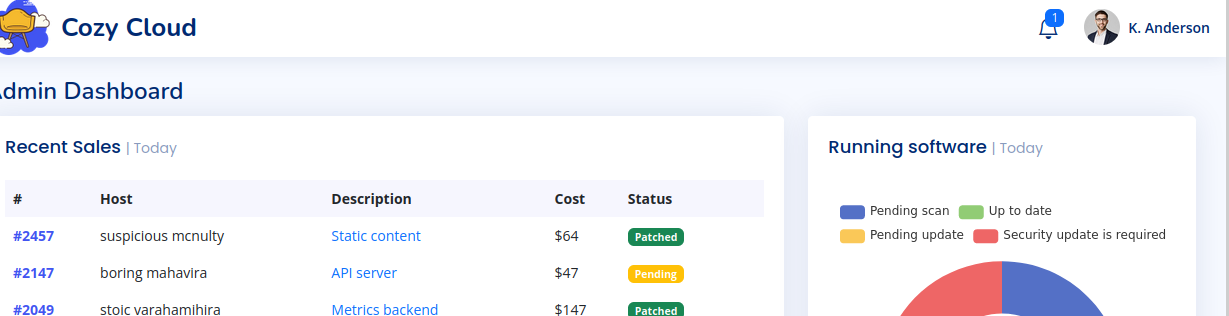 Cozy Cloud
1
K. Anderson
Admin Dashboard
Recent Sales | Today
# Host Description Cost Status
#2457 suspicious mcnulty Static content $64 Patched
#2147 boring mahavira API server $47 Pending
#2049 stoic varahamihira Metrics backend $147 Patched
Running software | Today
Pending scan Up to date
Pending update Security update is required